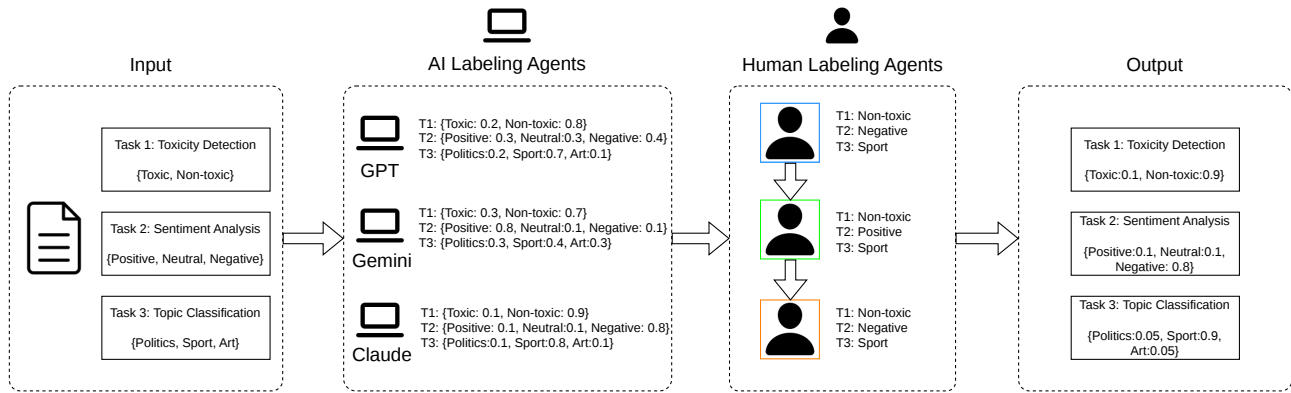 Input
Task 1: Toxicity Detection
{Toxic, Non-toxic}
Task 2: Sentiment Analysis
{Positive, Neutral, Negative}
Task 3: Topic Classification
{Politics, Sport, Art}
AI Labeling Agents
GPT
T1: {Toxic: 0.2, Non-toxic: 0.8}
T2: {Positive: 0.3, Neutral:0.3, Negative: 0.4}
T3: {Politics:0.2, Sport:0.7, Art:0.1}
Gemini
T1: {Toxic: 0.3, Non-toxic: 0.7}
T2: {Positive: 0.8, Neutral:0.1, Negative: 0.1}
T3: {Politics:0.3, Sport:0.4, Art:0.3}
Claude
T1: {Toxic: 0.1, Non-toxic: 0.9}
T2: {Positive: 0.1, Neutral:0.1, Negative: 0.8}
T3: {Politics:0.1, Sport:0.8, Art:0.1}
Human Labeling Agents
T1: Non-toxic
T2: Negative
T3: Sport
T1: Non-toxic
T2: Positive
T3: Sport
T1: Non-toxic
T2: Negative
T3: Sport
Output
Task 1: Toxicity Detection
{Toxic:0.1, Non-toxic:0.9}
Task 2: Sentiment Analysis
{Positive:0.1, Neutral:0.1,
Negative: 0.8}
Task 3: Topic Classification
{Politics:0.05, Sport:0.9,
Art:0.05}